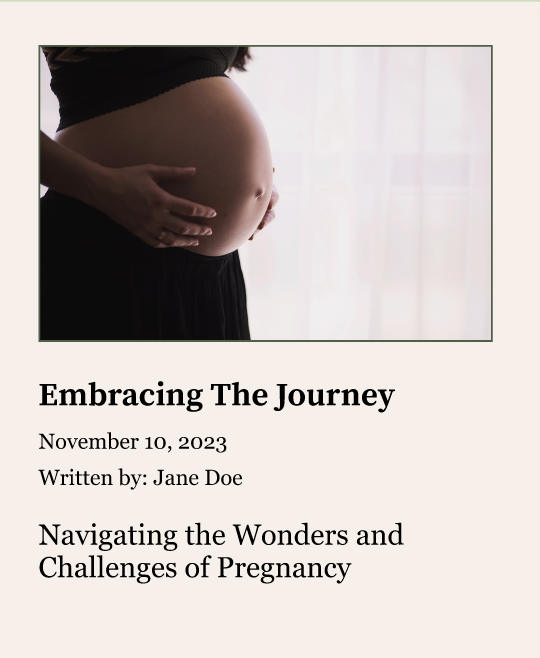 Embracing The Journey
November 10, 2023
Written by: Jane Doe
Navigating the Wonders and
Challenges of Pregnancy